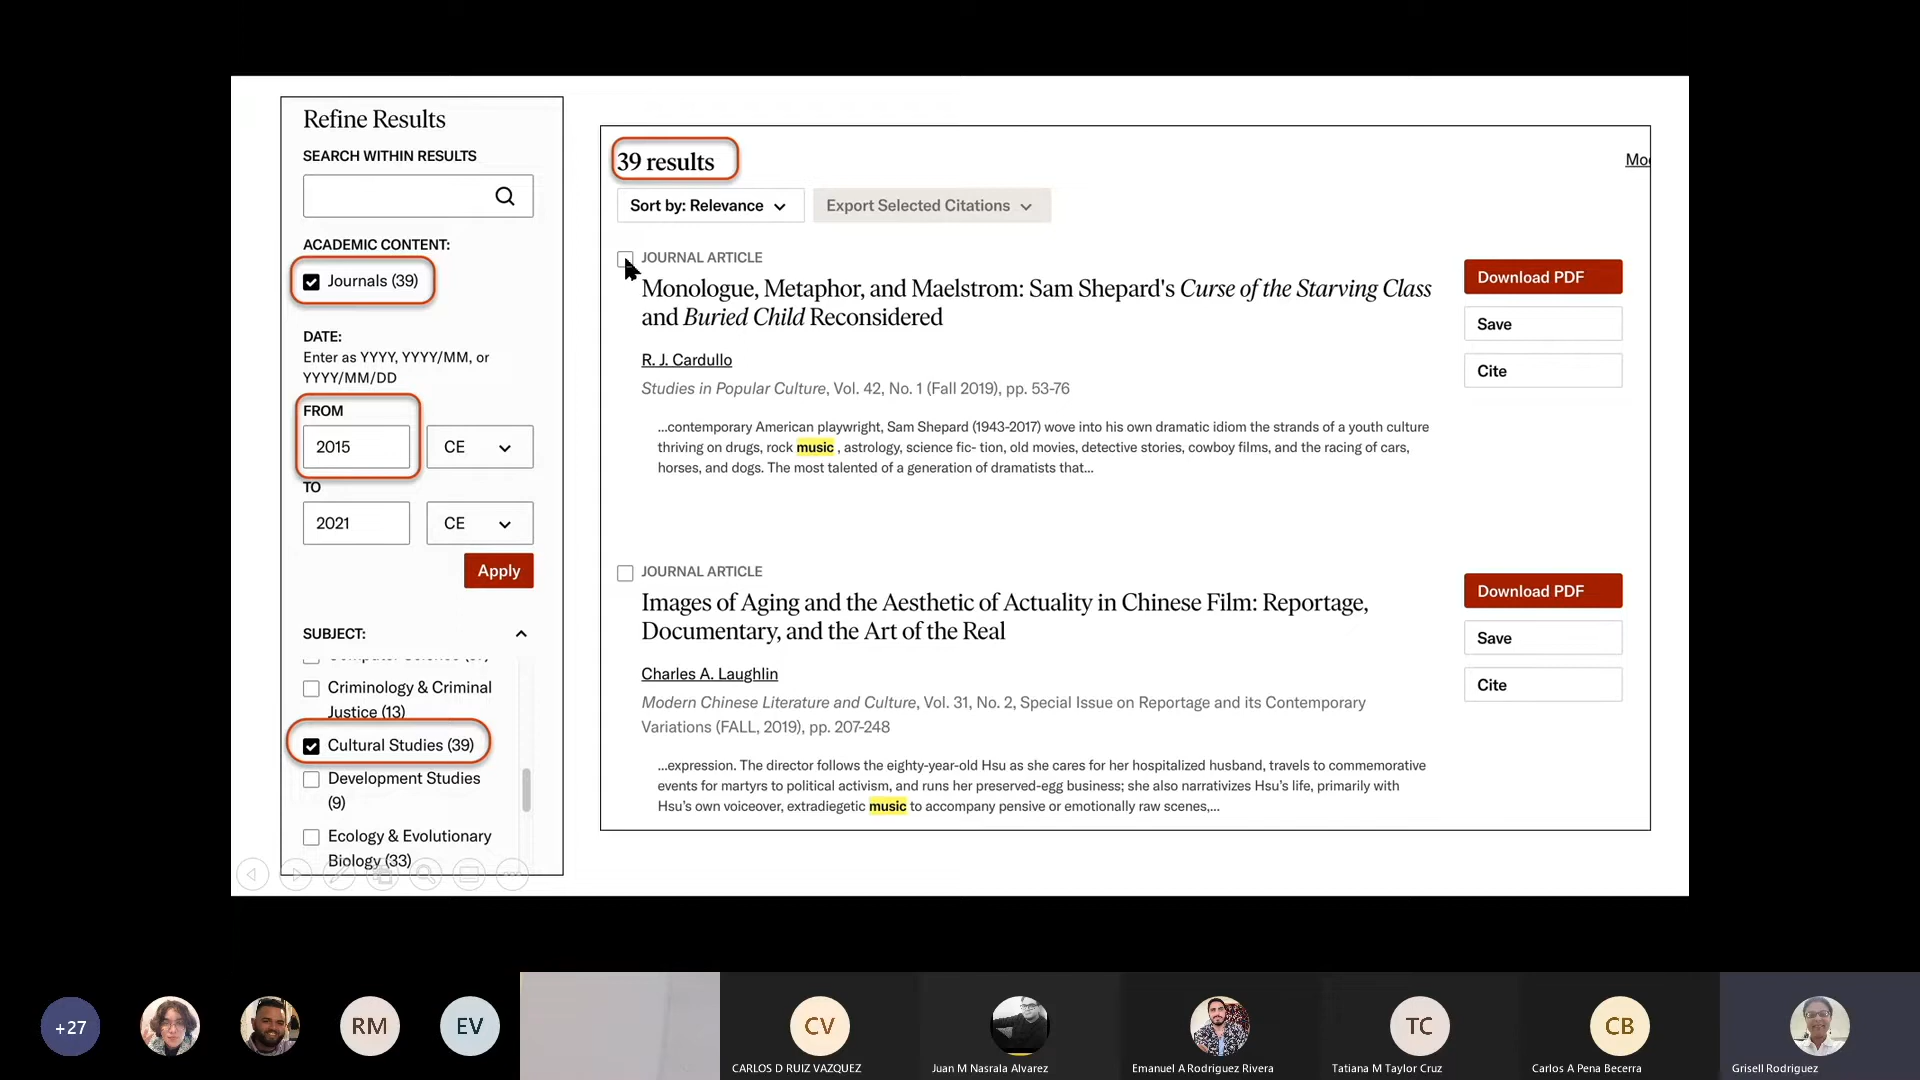 Refine Results
SEARCH WITHIN RESULTS
ACADEMIC CONTENT:
Journals (39)
DATE:
Enter as YYYY, YYYY/MM, or
YYYY/MM/DD
FROM
2015
CE
TO
2021
CE
Apply
SUBJECT:
Criminology & Criminal
Justice (13)
Cultural Studies (39)
Development Studies
(9)
Ecology & Evolutionary
Biology (33)
39 results
Sort by: Relevance
Export Selected Citations
JOURNAL ARTICLE
Monologue, Metaphor, and Maelstrom: Sam Shepard's Curse of the Starving Class
and Buried Child Reconsidered
R. J. Cardullo
Studies in Popular Culture, Vol. 42, No. 1 (Fall 2019), pp. 53-76
...contemporary American playwright, Sam Shepard (1943-2017) wove into his own dramatic idiom the strands of a youth culture
thriving on drugs, rock music , astrology, science fic- tion, old movies, detective stories, cowboy films, and the racing of cars,
horses, and dogs. The most talented of a generation of dramatists that...
Download PDF
Save
Cite
JOURNAL ARTICLE
Images of Aging and the Aesthetic of Actuality in Chinese Film: Reportage,
Documentary, and the Art of the Real
Charles A. Laughlin
Modern Chinese Literature and Culture, Vol. 31, No. 2, Special Issue on Reportage and its Contemporary
Variations (FALL, 2019), pp. 207-248
...expression. The director follows the eighty-year-old Hsu as she cares for her hospitalized husband, travels to commemorative
events for martyrs to political activism, and runs her preserved-egg business; she also narrativizes Hsu's life, primarily with
Hsu's own voiceover, extradiegetic music to accompany pensive or emotionally raw scenes,...
Download PDF
Save
Cite
+27
RM
EV
CV
CARLOS D RUIZ VAZQUEZ
Juan M Nasrala Alvarez
Emanuel A Rodriguez Rivera
TC
Tatiana M Taylor Cruz
CB
Carlos A Pena Becerra
Grisell Rodriguez